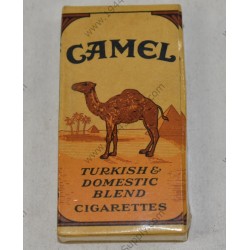 CAMEL
TURKISH &
DOMESTIC
BLEND
CIGARETTES